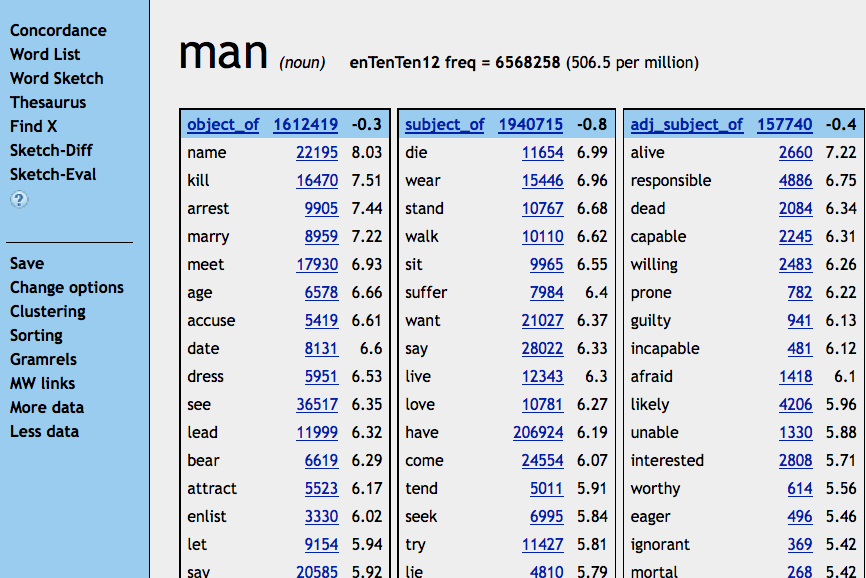 Concordance
Word List
Word Sketch
Thesaurus
Find X
Sketch-Diff
Sketch-Eval
?
Save
Change options
Clustering
Sorting
Gramrels
MW links
More data
Less data
man (noun) enTenTen12 freq = 6568258 (506.5 per million)
object_of 1612419 -0.3
name 22195 8.03
kill 16470 7.51
arrest 9905 7.44
marry 8959 7.22
meet 17930 6.93
age 6578 6.66
accuse 5419 6.61
date 8131 6.6
dress 5951 6.53
see 36517 6.35
lead 11999 6.32
bear 6619 6.29
attract 5523 6.17
enlist 3330 6.02
let 9154 5.94
say 20585 5.92
subject_of 1940715 -0.8
die 11654 6.99
wear 15446 6.96
stand 10767 6.68
walk 10110 6.62
sit 9965 6.55
suffer 7984 6.4
want 21027 6.37
say 28022 6.33
live 12343 6.3
love 10781 6.27
have 206924 6.19
come 24554 6.07
tend 5011 5.91
seek 6995 5.84
try 11427 5.81
lie 4810 5.79
adj_subject_of 157740 -0.4
alive 2660 7.22
responsible 4886 6.75
dead 2084 6.34
capable 2245 6.31
willing 2483 6.26
prone 782 6.22
guilty 941 6.13
incapable 481 6.12
afraid 1418 6.1
likely 4206 5.96
unable 1330 5.88
interested 2808 5.71
worthy 614 5.56
eager 496 5.46
ignorant 369 5.42
mortal 268 5.42